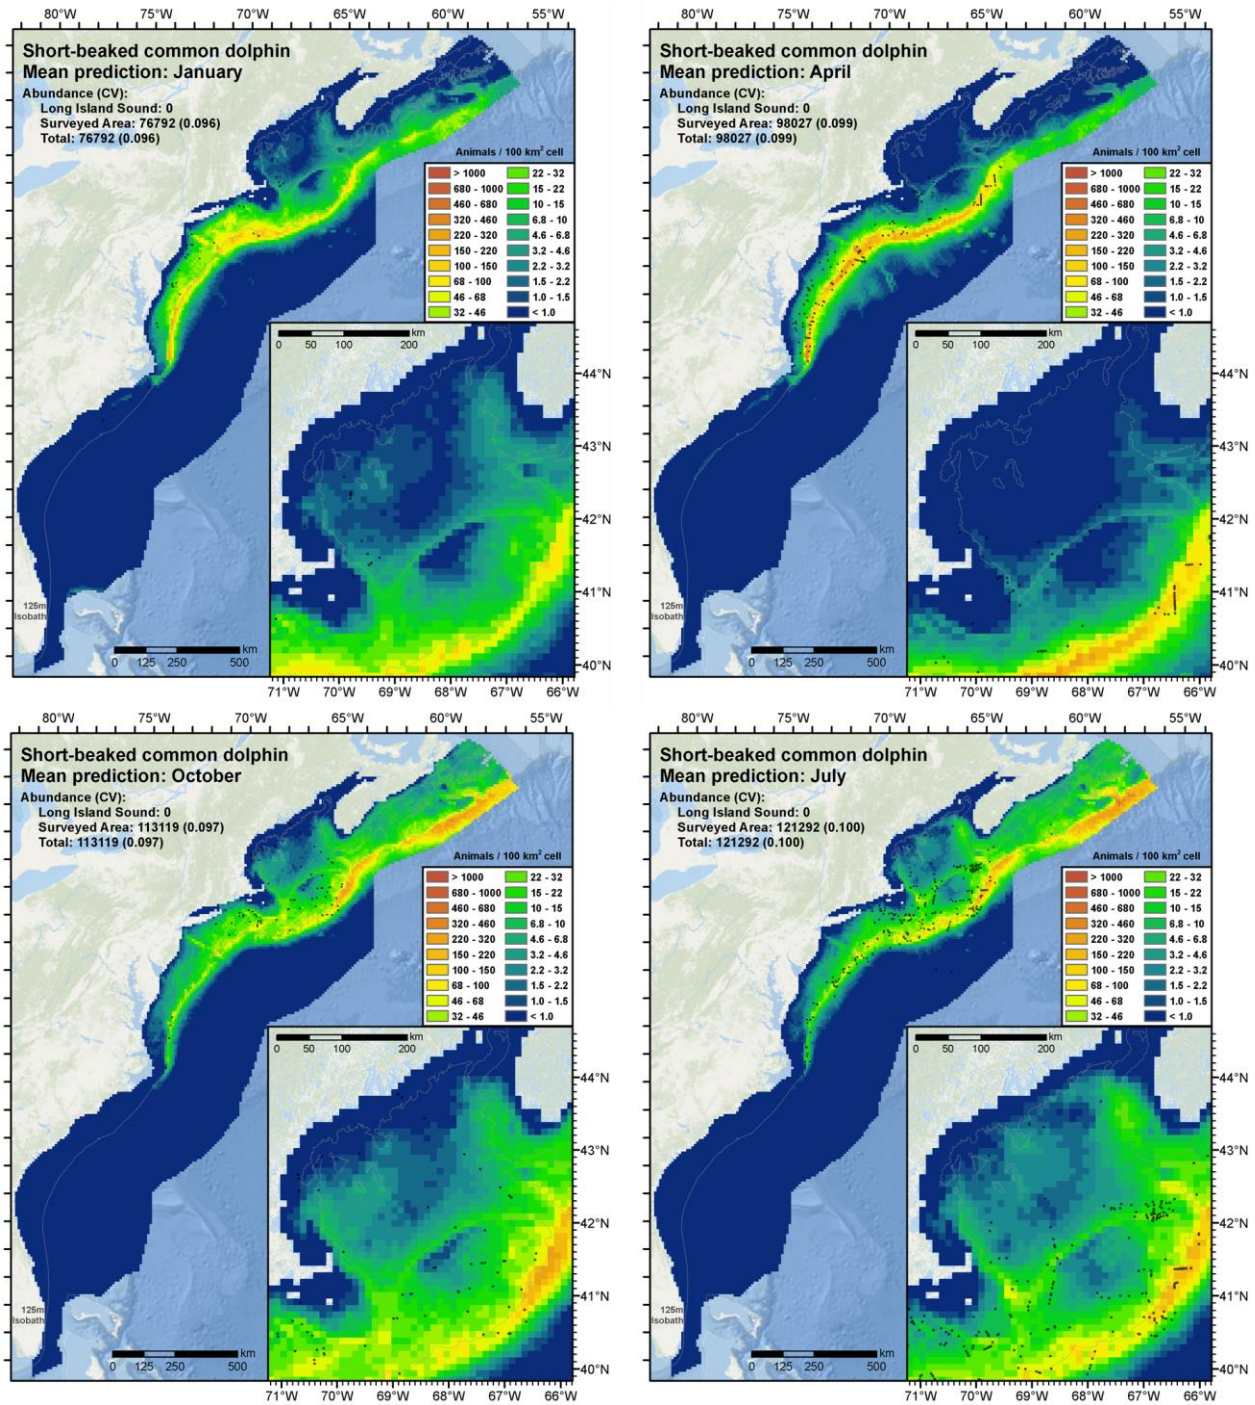 80°W 75°W 70°W 65°W 60°W 55°W
Short-beaked common dolphin
Mean prediction: January
Abundance (CV):
Long Island Sound: 0
Surveyed Area: 76792 (0.096)
Total: 76792 (0.096)
Animals / 100 km² cell
> 1000 22 - 32
680 - 1000 15 - 22
460 - 680 10 - 15
320 - 460 6.8 - 10
220 - 320 4.6 - 6.8
150 - 220 3.2 - 4.6
100 - 150 2.2 - 3.2
68 - 100 1.5 - 2.2
46 - 68 1.0 - 1.5
32 - 46 < 1.0
km
0 50 100 200
44°N
43°N
42°N
41°N
40°N
125m
Isobath
km
0 125 250 500
71°W 70°W 69°W 68°W 67°W 66°W
80°W 75°W 70°W 65°W 60°W 55°W
Short-beaked common dolphin
Mean prediction: April
Abundance (CV):
Long Island Sound: 0
Surveyed Area: 98027 (0.099)
Total: 98027 (0.099)
Animals / 100 km² cell
> 1000 22 - 32
680 - 1000 15 - 22
460 - 680 10 - 15
320 - 460 6.8 - 10
220 - 320 4.6 - 6.8
150 - 220 3.2 - 4.6
100 - 150 2.2 - 3.2
68 - 100 1.5 - 2.2
46 - 68 1.0 - 1.5
32 - 46 < 1.0
km
0 50 100 200
44°N
43°N
42°N
41°N
40°N
125m
Isobath
km
0 125 250 500
71°W 70°W 69°W 68°W 67°W 66°W
80°W 75°W 70°W 65°W 60°W 55°W
Short-beaked common dolphin
Mean prediction: October
Abundance (CV):
Long Island Sound: 0
Surveyed Area: 113119 (0.097)
Total: 113119 (0.097)
Animals / 100 km² cell
> 1000 22 - 32
680 - 1000 15 - 22
460 - 680 10 - 15
320 - 460 6.8 - 10
220 - 320 4.6 - 6.8
150 - 220 3.2 - 4.6
100 - 150 2.2 - 3.2
68 - 100 1.5 - 2.2
46 - 68 1.0 - 1.5
32 - 46 < 1.0
km
0 50 100 200
44°N
43°N
42°N
41°N
40°N
125m
Isobath
km
0 125 250 500
71°W 70°W 69°W 68°W 67°W 66°W
80°W 75°W 70°W 65°W 60°W 55°W
Short-beaked common dolphin
Mean prediction: July
Abundance (CV):
Long Island Sound: 0
Surveyed Area: 121292 (0.100)
Total: 121292 (0.100)
Animals / 100 km² cell
> 1000 22 - 32
680 - 1000 15 - 22
460 - 680 10 - 15
320 - 460 6.8 - 10
220 - 320 4.6 - 6.8
150 - 220 3.2 - 4.6
100 - 150 2.2 - 3.2
68 - 100 1.5 - 2.2
46 - 68 1.0 - 1.5
32 - 46 < 1.0
km
0 50 100 200
44°N
43°N
42°N
41°N
40°N
125m
Isobath
km
0 125 250 500
71°W 70°W 69°W 68°W 67°W 66°W